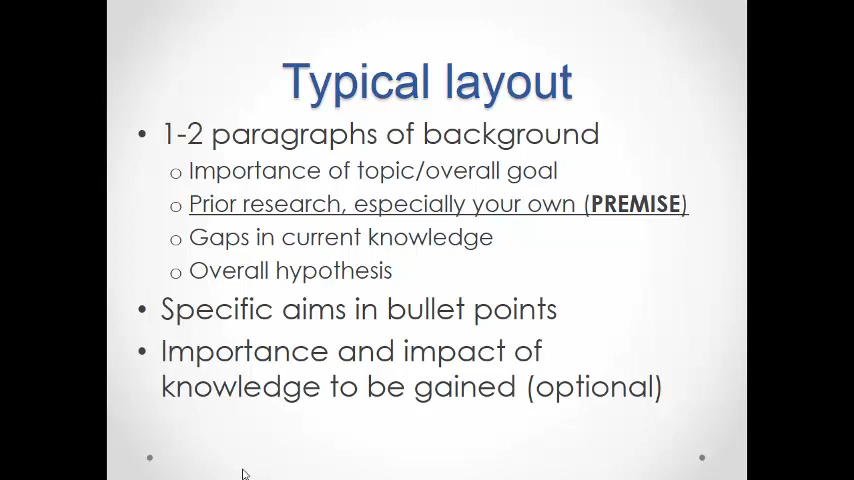 Typical layout
• 1-2 paragraphs of background
o Importance of topic/overall goal
o Prior research, especially your own (PREMISE)
o Gaps in current knowledge
o Overall hypothesis
• Specific aims in bullet points
• Importance and impact of
knowledge to be gained (optional)